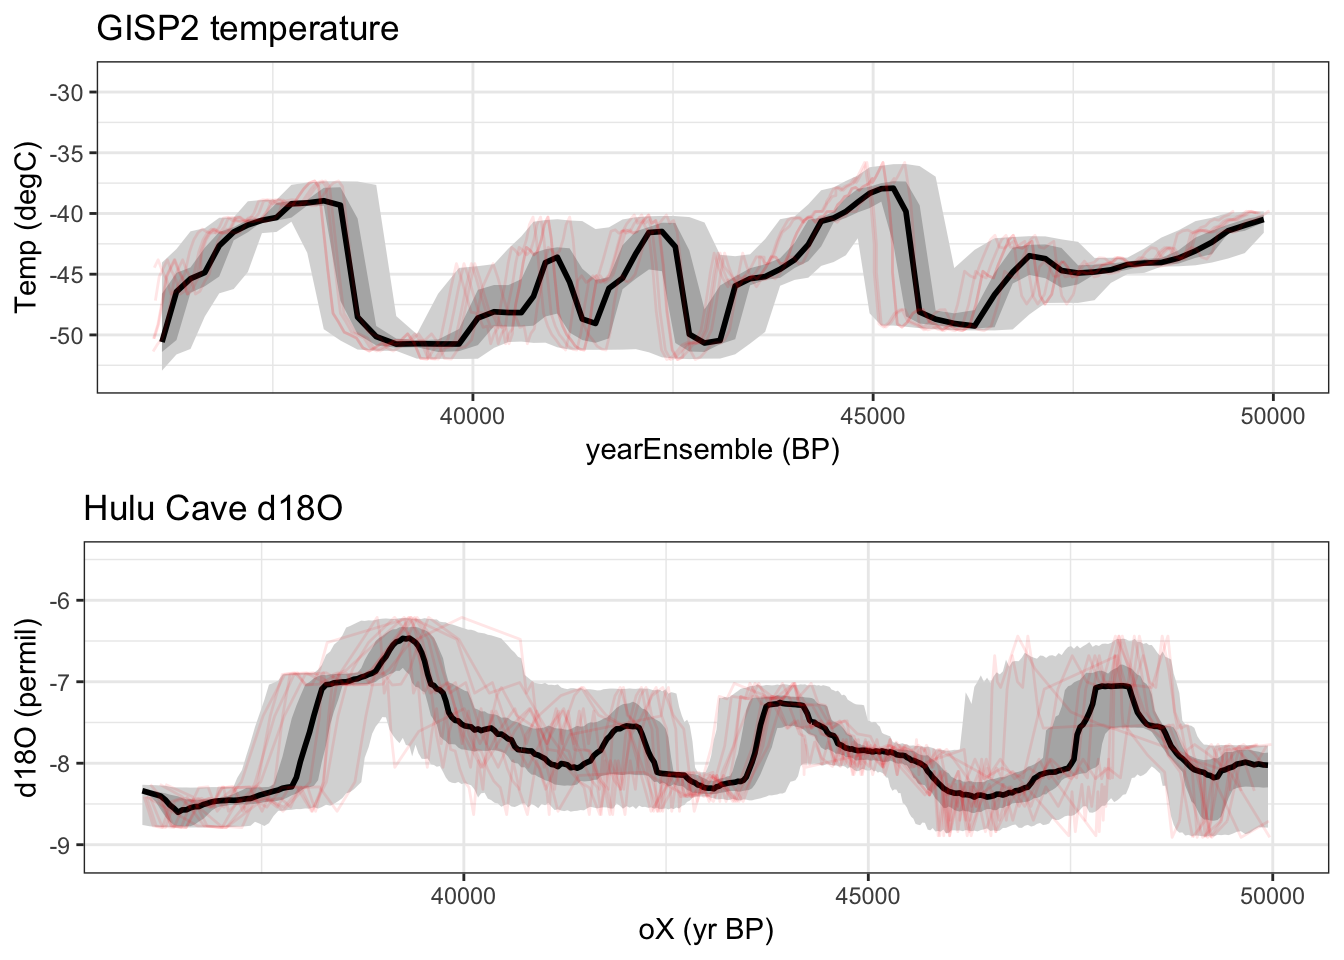 GISP2 temperature
Temp (degC)
-30
-35
-40
-45
-50
40000 45000 50000
yearEnsemble (BP)
Hulu Cave d18O
d18O (permil)
-6
-7
-8
-9
40000 45000 50000
oX (yr BP)